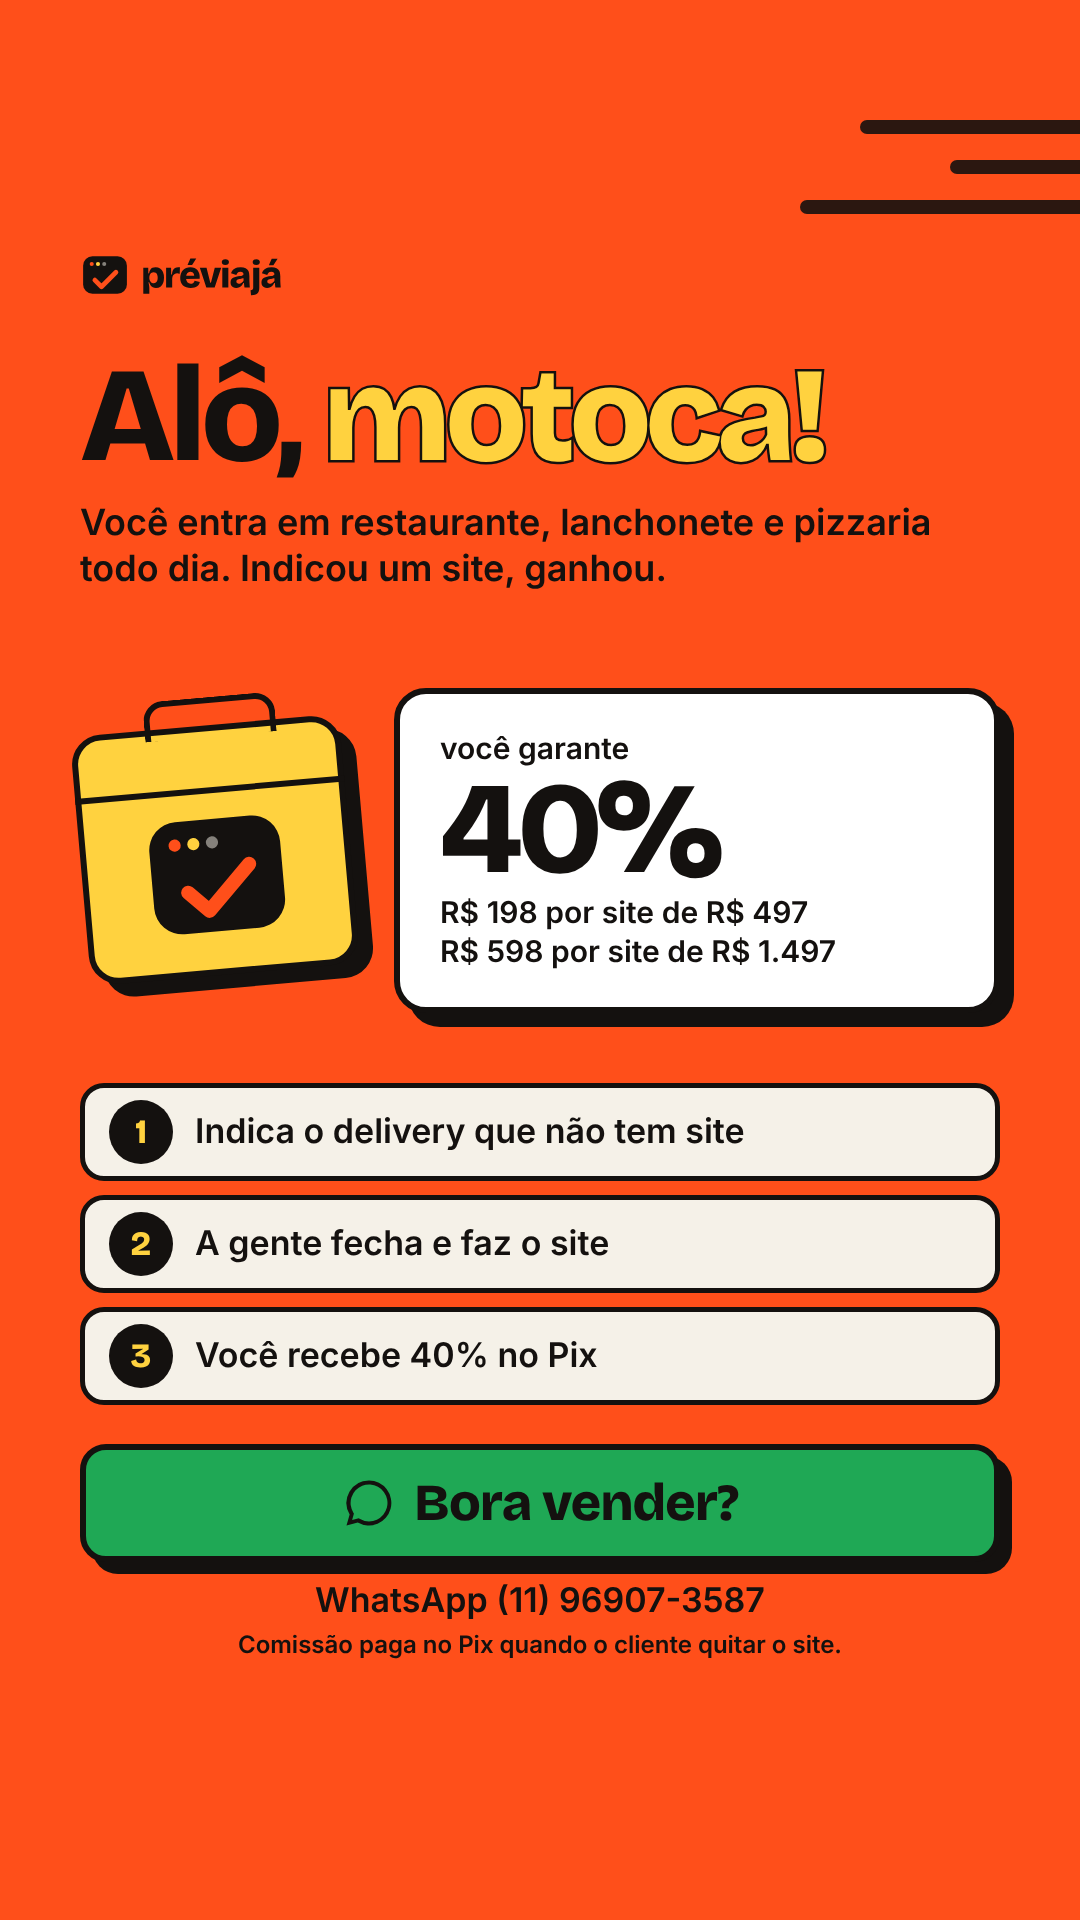 préviajá
Alô, motoca!
Você entra em restaurante, lanchonete e pizzaria
todo dia. Indicou um site, ganhou.
você garante
40%
R$ 198 por site de R$ 497
R$ 598 por site de R$ 1.497
1 Indica o delivery que não tem site
2 A gente fecha e faz o site
3 Você recebe 40% no Pix
Bora vender?
WhatsApp (11) 96907-3587
Comissão paga no Pix quando o cliente quitar o site.